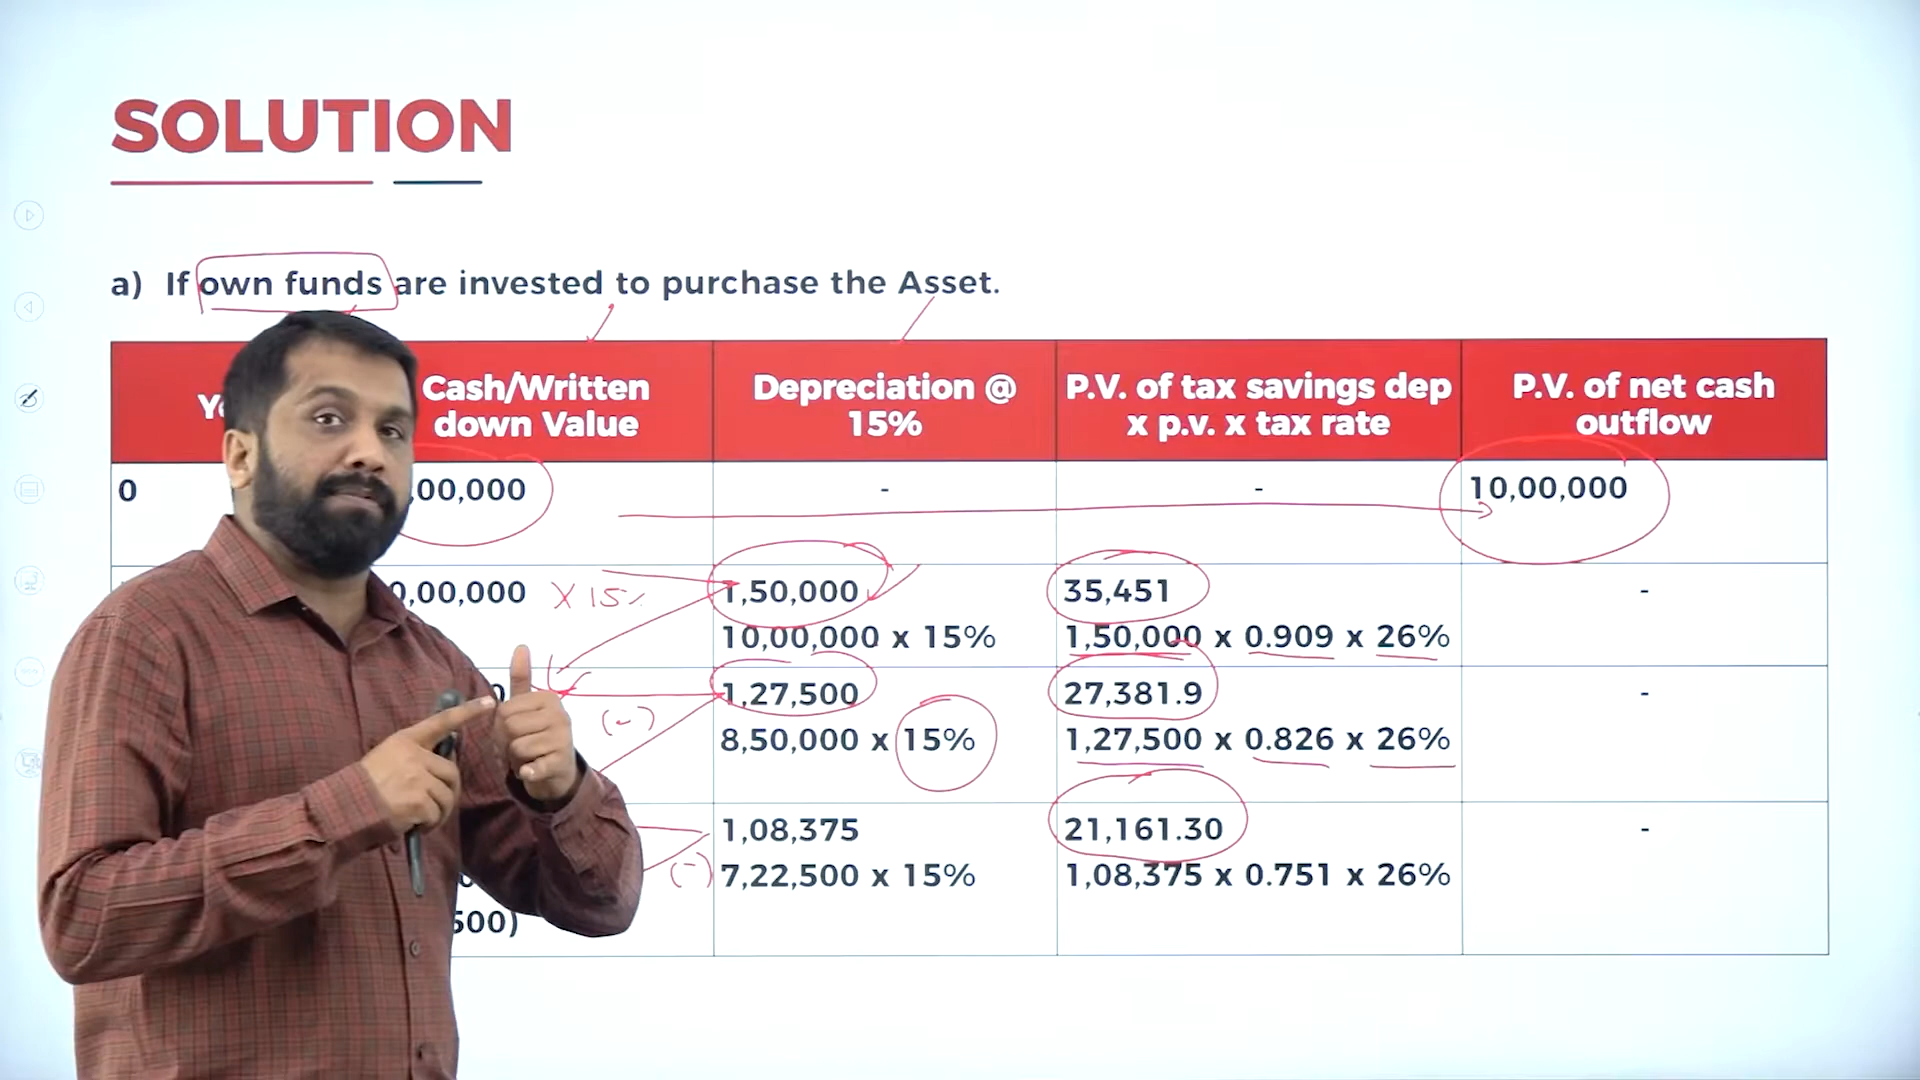 SOLUTION
a) If own funds are invested to purchase the Asset.
Cash/Written down Value
Depreciation @ 15%
P.V. of tax savings dep x p.v. x tax rate
P.V. of net cash outflow
0
,00,000
-
-
10,00,000
0,00,000
X 15%
1,50,000
10,00,000 x 15%
35,451
1,50,000 x 0.909 x 26%
-
(-)
1,27,500
8,50,000 x 15%
27,381.9
1,27,500 x 0.826 x 26%
-
(-)
500)
1,08,375
7,22,500 x 15%
21,161.30
1,08,375 x 0.751 x 26%
-